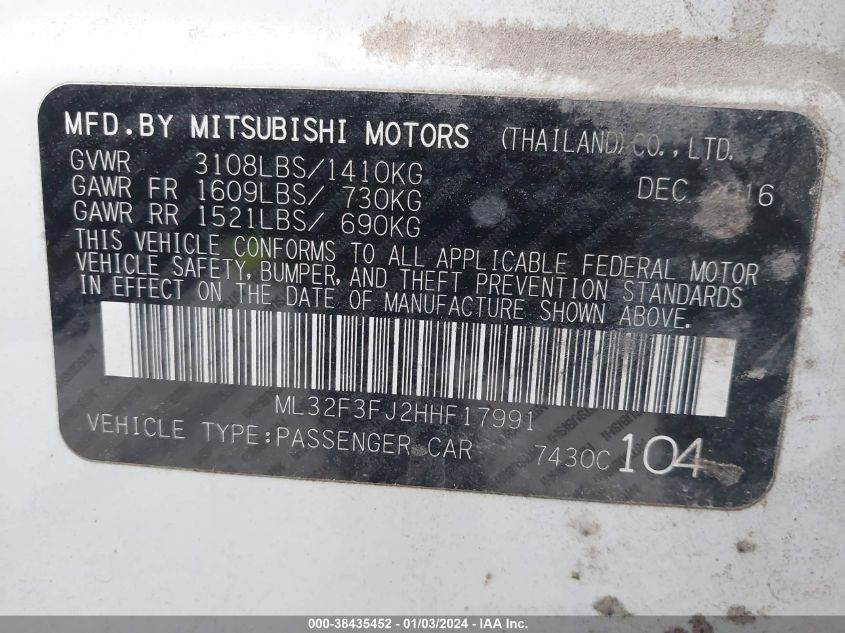 MFD.BY MITSUBISHI MOTORS (THAILAND) CO., LTD.
GVWR 3108LBS/1410KG DEC 2016
GAWR FR 1609LBS/ 730KG
GAWR RR 1521LBS/ 690KG
THIS VEHICLE CONFORMS TO ALL APPLICABLE FEDERAL MOTOR
VEHICLE SAFETY, BUMPER, AND THEFT PREVENTION STANDARDS
IN EFFECT ON THE DATE OF MANUFACTURE SHOWN ABOVE.
ML32F3FJ2HHF17991
VEHICLE TYPE:PASSENGER CAR 7430C 104
000-38435452 - 01/03/2024 - IAA, Inc.